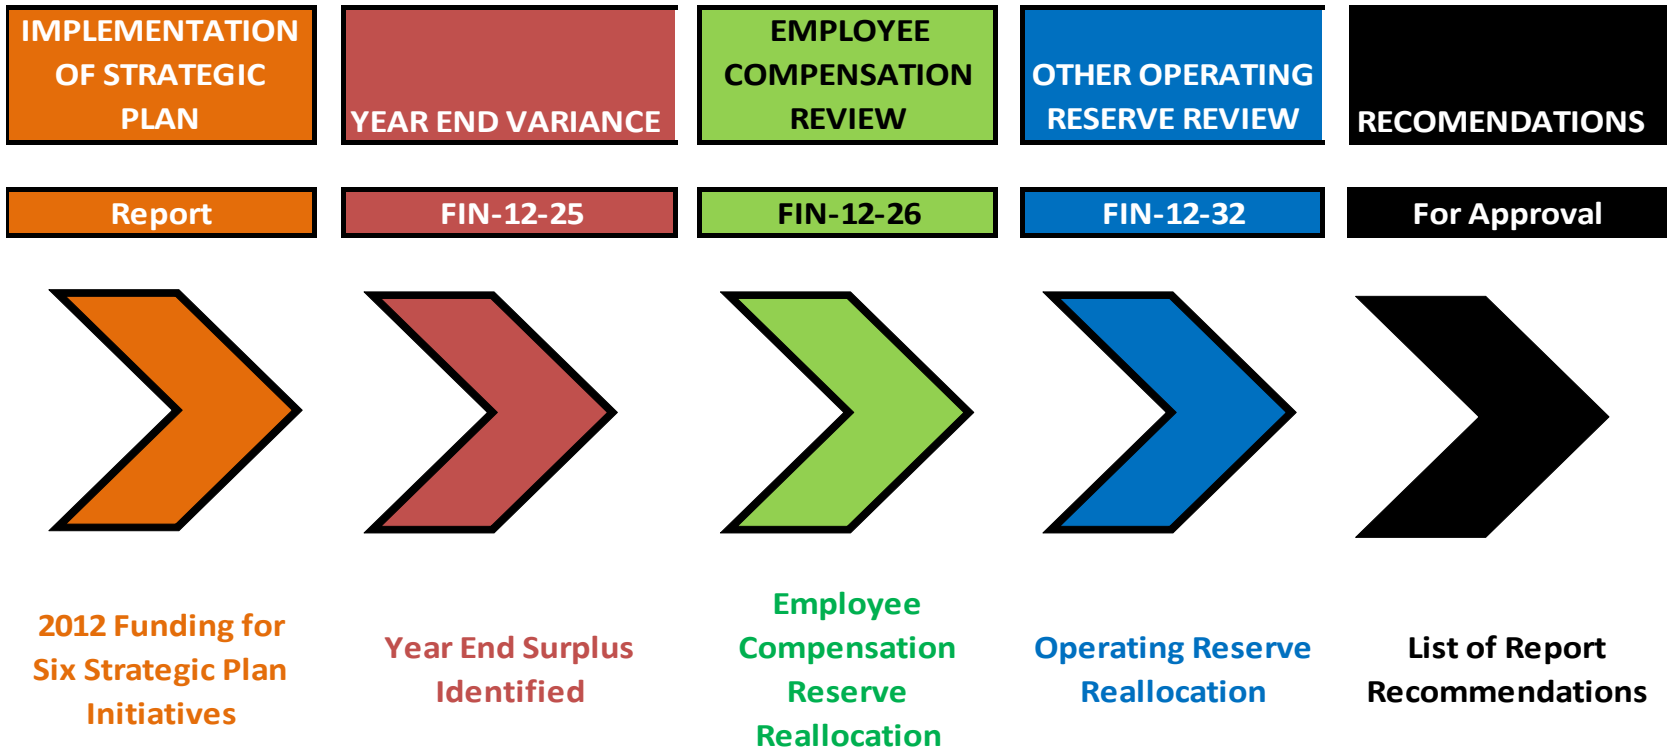 IMPLEMENTATION
OF STRATEGIC
PLAN
YEAR END VARIANCE
EMPLOYEE
COMPENSATION
REVIEW
OTHER OPERATING
RESERVE REVIEW
RECOMENDATIONS
Report
FIN-12-25
FIN-12-26
FIN-12-32
For Approval
2012 Funding for
Six Strategic Plan
Initiatives
Year End Surplus
Identified
Employee
Compensation
Reserve
Reallocation
Operating Reserve
Reallocation
List of Report
Recommendations